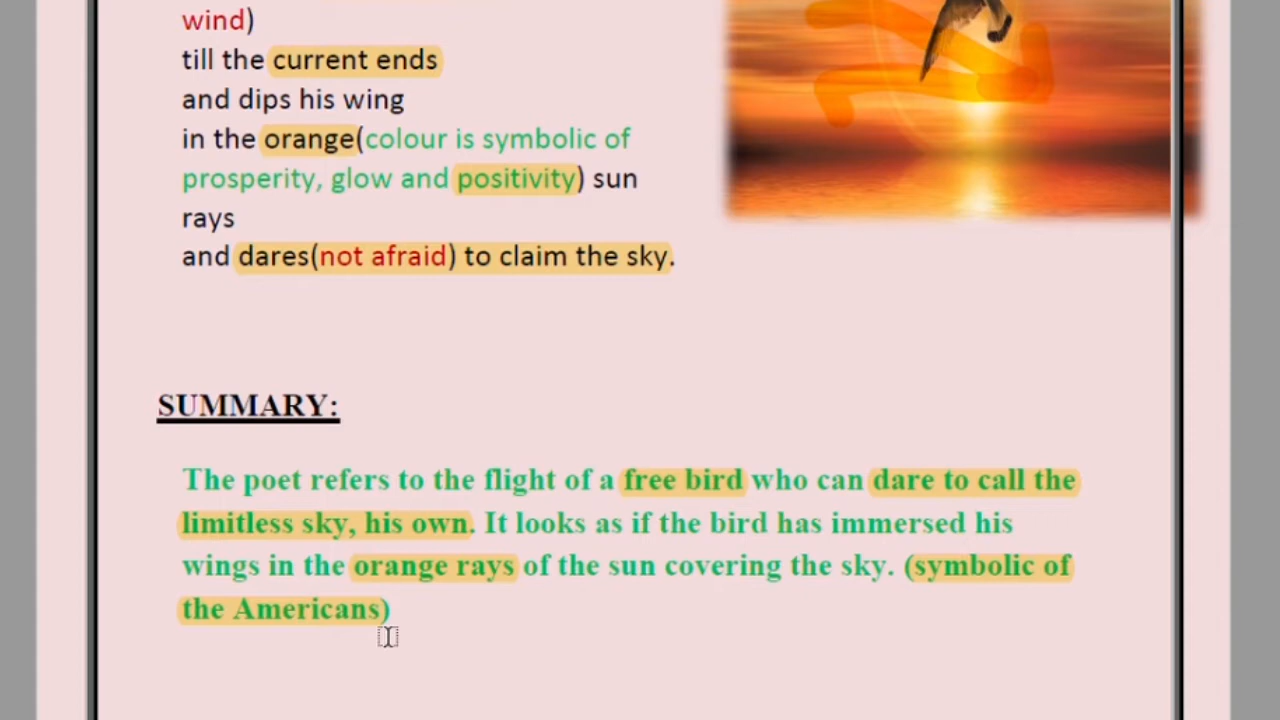 wind)
till the current ends
and dips his wing
in the orange(colour is symbolic of
prosperity, glow and positivity) sun
rays
and dares(not afraid) to claim the sky.
SUMMARY:
The poet refers to the flight of a free bird who can dare to call the
limitless sky, his own. It looks as if the bird has immersed his
wings in the orange rays of the sun covering the sky. (symbolic of
the Americans)